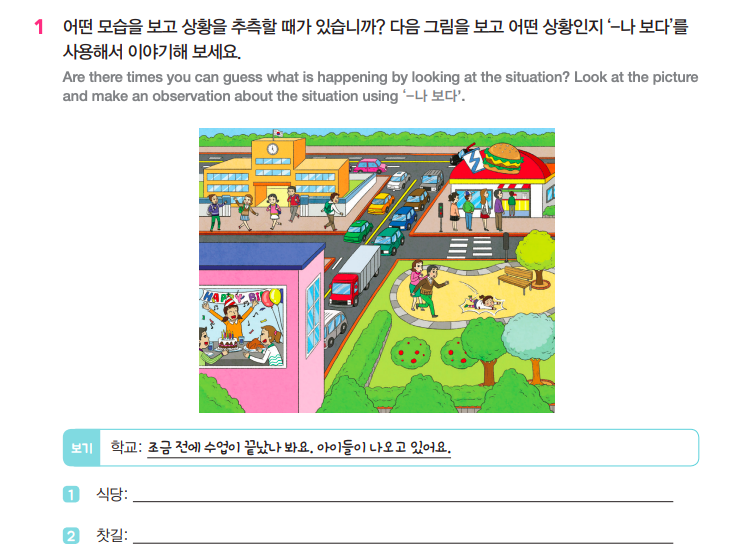 1 어떤 모습을 보고 상황을 추측할 때가 있습니까? 다음 그림을 보고 어떤 상황인지 ‘–나 보다’를
사용해서 이야기해 보세요.
Are there times you can guess what is happening by looking at the situation? Look at the picture
and make an observation about the situation using ‘–나 보다’.
HAPPY BI
보기 학교: 조금 전에 수업이 끝났나 봐요. 아이들이 나오고 있어요.
1 식당:
2 찻길: